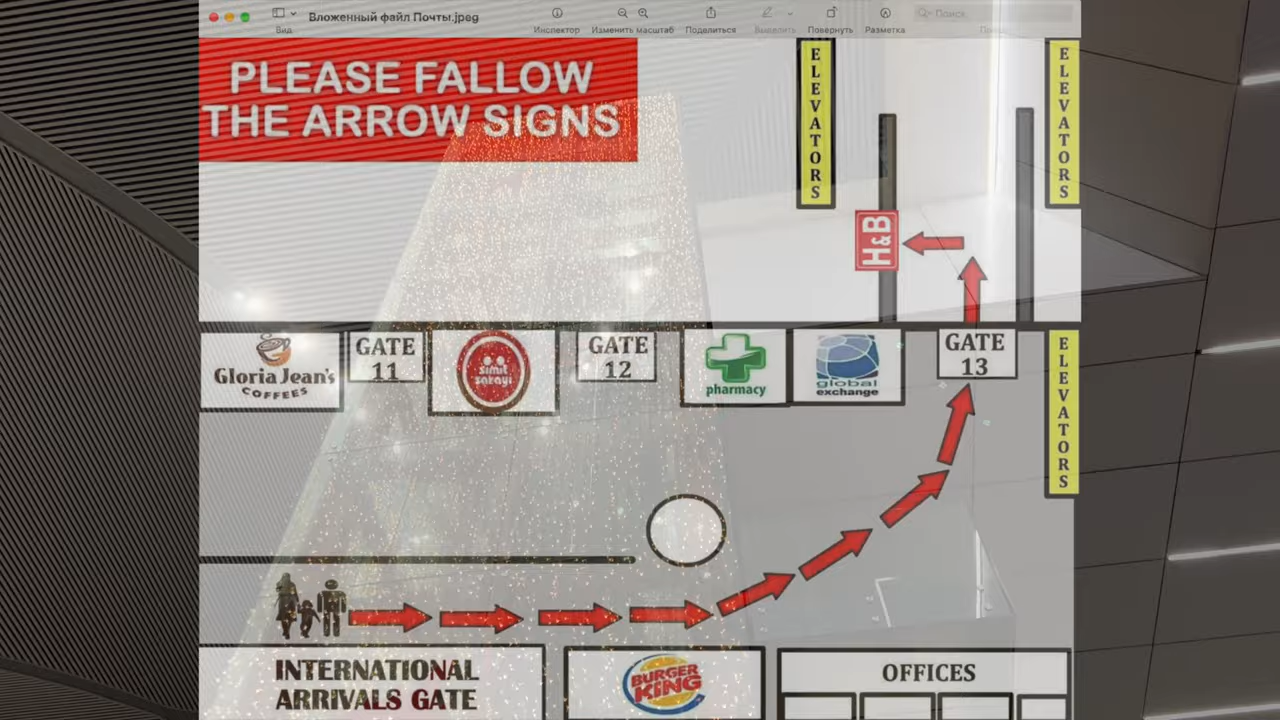 Вложенный файл Почты.jpeg
Вид
Инспектор
Изменить масштаб
Поделиться
Выделить
Повернуть
Разметка
Поиск
Поиск
PLEASE FALLOW
THE ARROW SIGNS
ELEVATORS
ELEVATORS
H&B
Gloria Jean's
COFFEES
GATE
11
simit
sarayi
GATE
12
pharmacy
global
exchange
GATE
13
ELEVATORS
INTERNATIONAL
ARRIVALS GATE
BURGER
KING
OFFICES